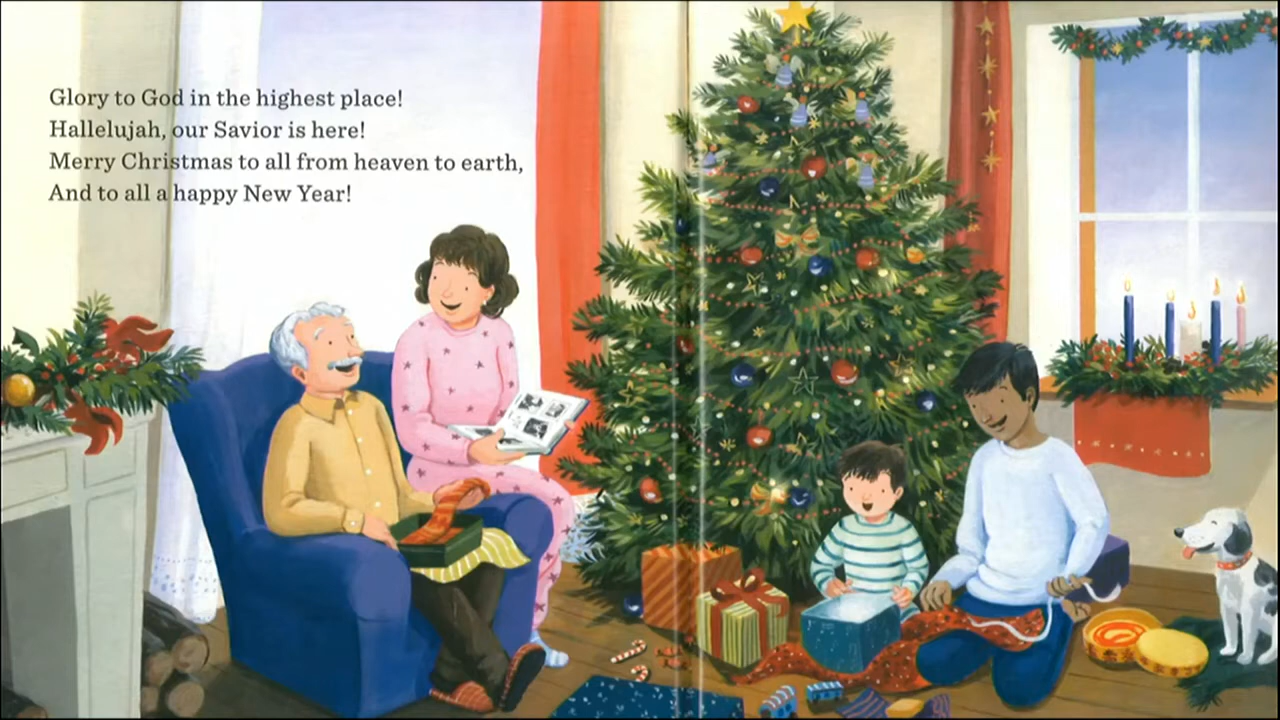 Glory to God in the highest place!
Hallelujah, our Savior is here!
Merry Christmas to all from heaven to earth,
And to all a happy New Year!